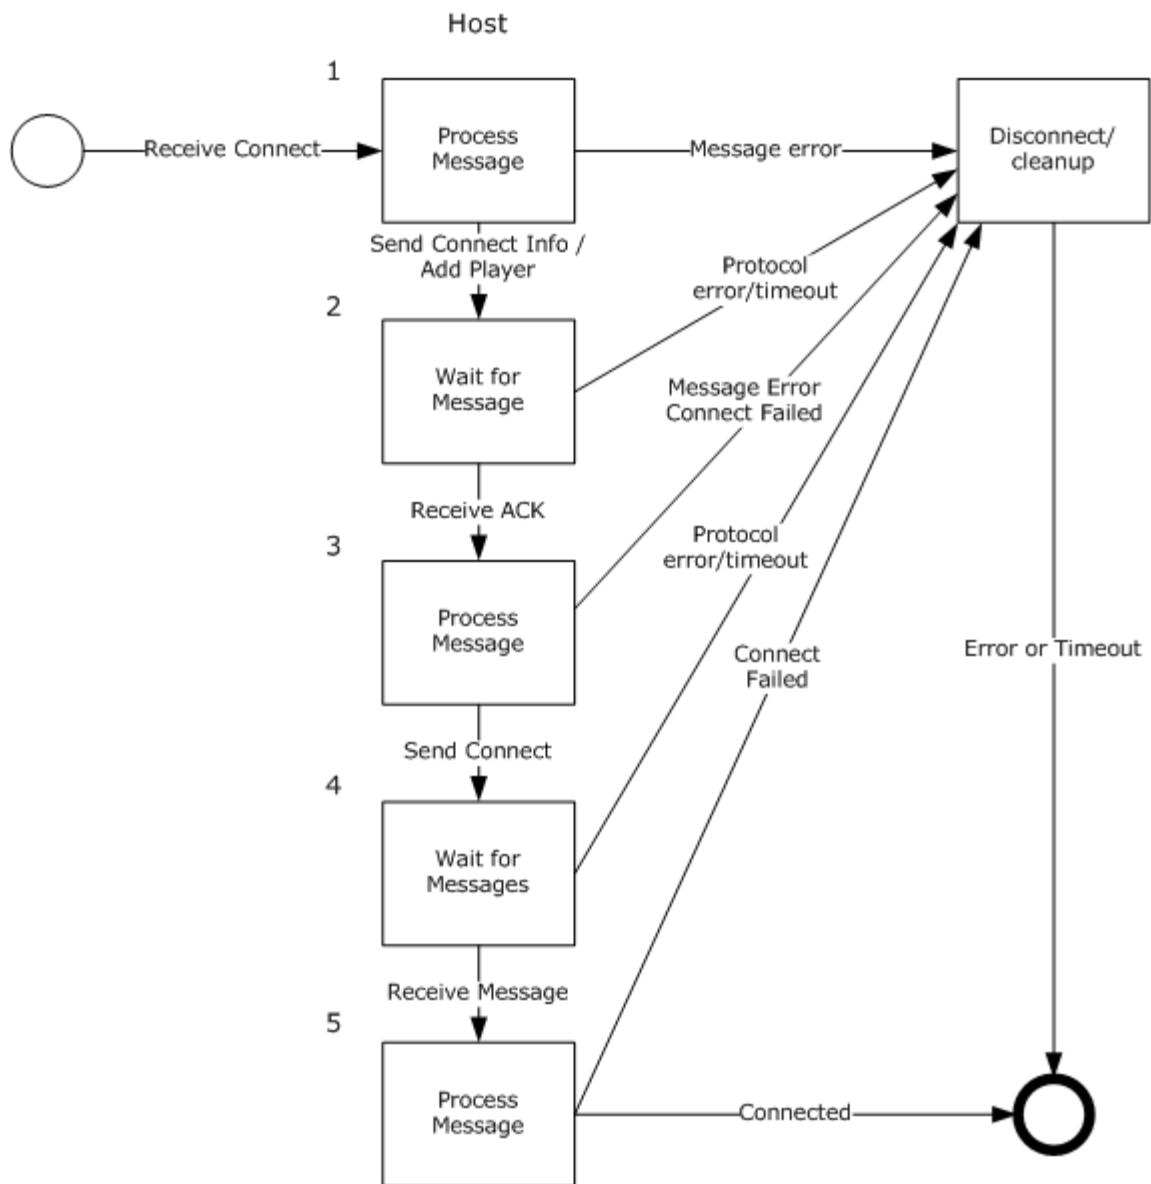 Host
1
Process
Message
Receive Connect
Message error
Disconnect/
cleanup
Send Connect Info /
Add Player
2
Wait for
Message
Protocol
error/timeout
Receive ACK
Message Error
Connect Failed
3
Process
Message
Protocol
error/timeout
Send Connect
Connect
Failed
Error or Timeout
4
Wait for
Messages
Receive Message
5
Process
Message
Connected